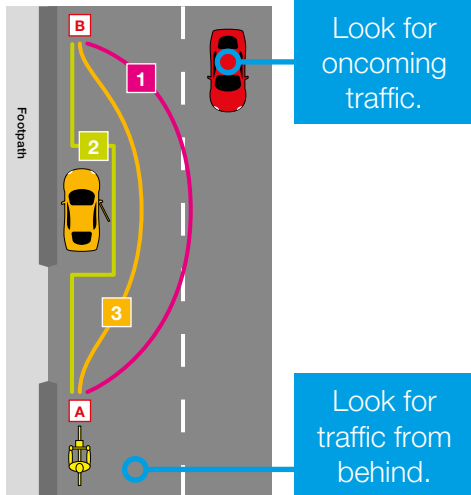 B
1
Look for
oncoming
traffic.
Footpath
2
3
A
Look for
traffic from
behind.